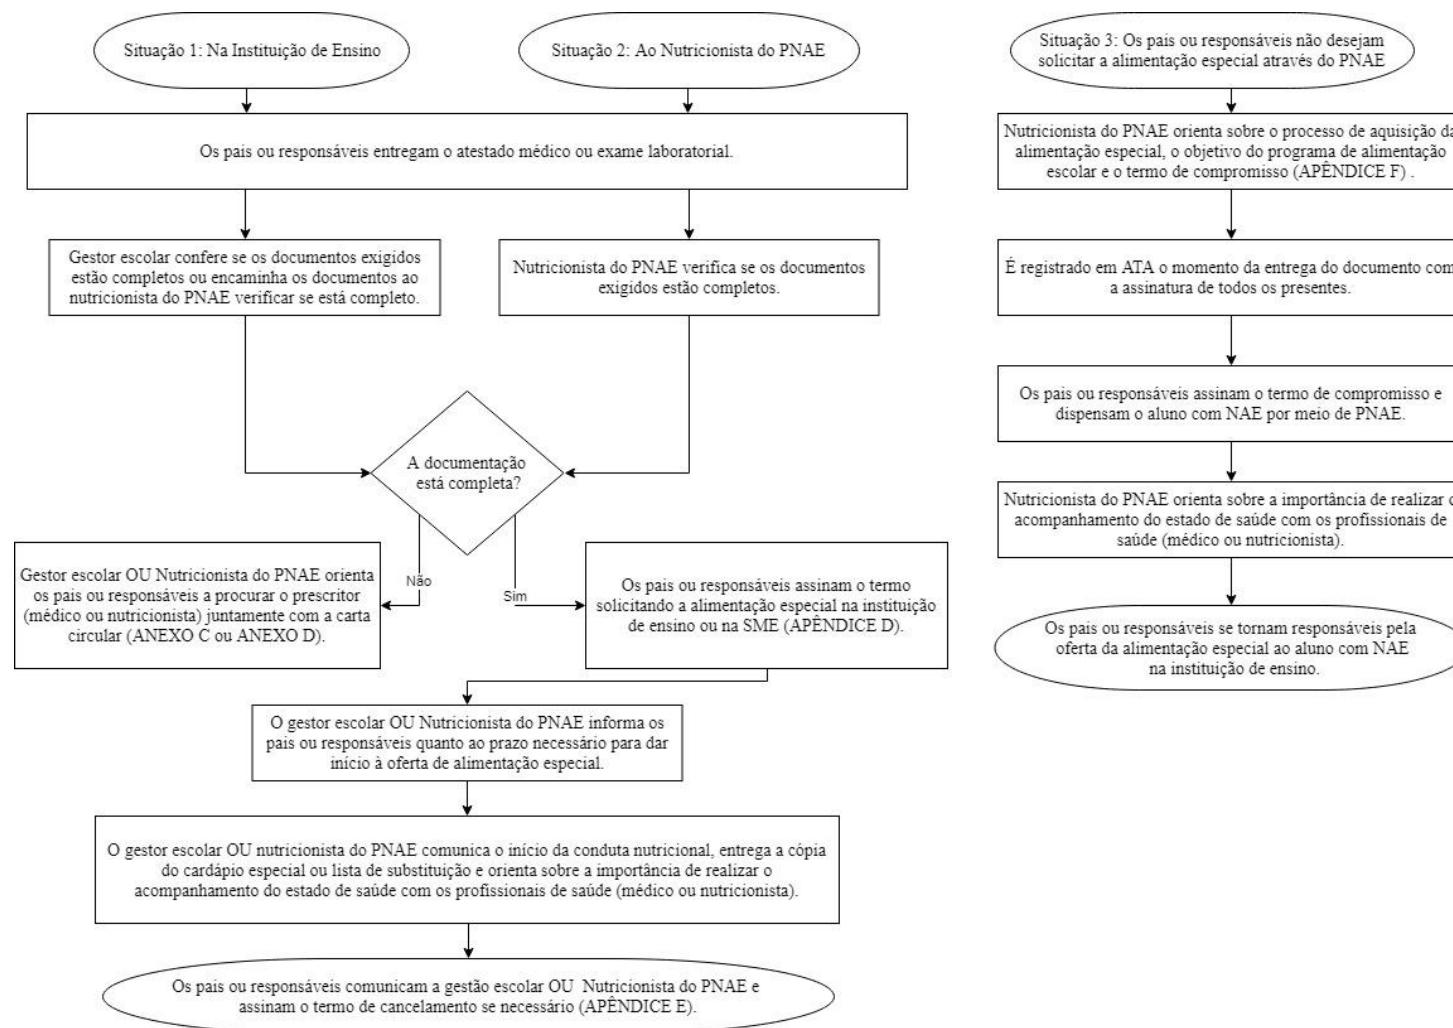 Situação 1: Na Instituição de Ensino
Situação 2: Ao Nutricionista do PNAE
Os pais ou responsáveis entregam o atestado médico ou exame laboratorial.
Gestor escolar confere se os documentos exigidos
estão completos ou encaminha os documentos ao
nutricionista do PNAE verificar se está completo.
Nutricionista do PNAE verifica se os documentos
exigidos estão completos.
A documentação
está completa?
Não
Sim
Gestor escolar OU Nutricionista do PNAE orienta
os pais ou responsáveis a procurar o prescritor
(médico ou nutricionista) juntamente com a carta
circular (ANEXO C ou ANEXO D).
Os pais ou responsáveis assinam o termo
solicitando a alimentação especial na instituição
de ensino ou na SME (APÊNDICE D).
O gestor escolar OU Nutricionista do PNAE informa os
pais ou responsáveis quanto ao prazo necessário para dar
início à oferta de alimentação especial.
O gestor escolar OU nutricionista do PNAE comunica o início da conduta nutricional, entrega a cópia
do cardápio especial ou lista de substituição e orienta sobre a importância de realizar o
acompanhamento do estado de saúde com os profissionais de saúde (médico ou nutricionista).
Os pais ou responsáveis comunicam a gestão escolar OU Nutricionista do PNAE e
assinam o termo de cancelamento se necessário (APÊNDICE E).
Situação 3: Os pais ou responsáveis não desejam
solicitar a alimentação especial através do PNAE
Nutricionista do PNAE orienta sobre o processo de aquisição da
alimentação especial, o objetivo do programa de alimentação
escolar e o termo de compromisso (APÊNDICE F) .
É registrado em ATA o momento da entrega do documento com
a assinatura de todos os presentes.
Os pais ou responsáveis assinam o termo de compromisso e
dispensam o aluno com NAE por meio de PNAE.
Nutricionista do PNAE orienta sobre a importância de realizar
acompanhamento do estado de saúde com os profissionais de
saúde (médico ou nutricionista).
Os pais ou responsáveis se tornam responsáveis pela
oferta da alimentação especial ao aluno com NAE
na instituição de ensino.